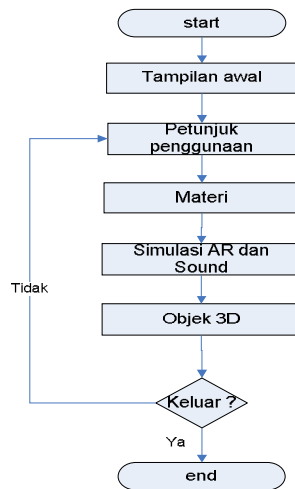 start
Tampilan awal
Petunjuk
penggunaan
Materi
Simulasi AR dan
Sound
Tidak
Objek 3D
Keluar ?
Ya
end